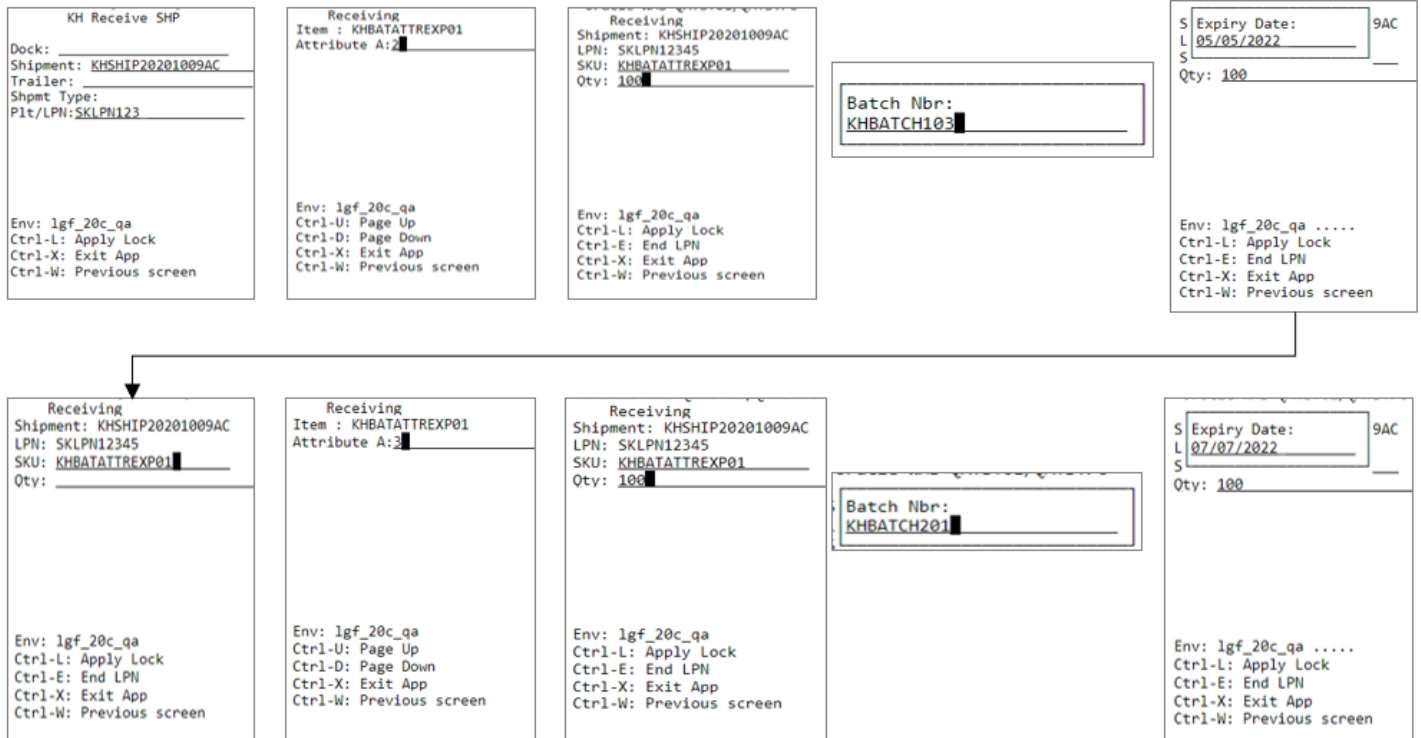 KH Receive SHP
Dock:
Shipment: KHSHIP20201009AC
Trailer:
Shpmt Type:
Plt/LPN:SKLPN123
Env: lgf_20c_qa
Ctrl-L: Apply Lock
Ctrl-X: Exit App
Ctrl-W: Previous screen
Receiving
Item : KHBATATTREXP01
Attribute A:2
Env: lgf_20c_qa
Ctrl-U: Page Up
Ctrl-D: Page Down
Ctrl-X: Exit App
Ctrl-W: Previous screen
Receiving
Shipment: KHSHIP20201009AC
LPN: SKLPN12345
SKU: KHBATATTREXP01
Qty: 100
Env: lgf_20c_qa
Ctrl-L: Apply Lock
Ctrl-E: End LPN
Ctrl-X: Exit App
Ctrl-W: Previous screen
Batch Nbr:
KHBATCH103
S Expiry Date: 9AC
L 05/05/2022
S
Qty: 100
Env: lgf_20c_qa .....
Ctrl-L: Apply Lock
Ctrl-E: End LPN
Ctrl-X: Exit App
Ctrl-W: Previous screen
Receiving
Shipment: KHSHIP20201009AC
LPN: SKLPN12345
SKU: KHBATATTREXP01
Qty:
Env: lgf_20c_qa
Ctrl-L: Apply Lock
Ctrl-E: End LPN
Ctrl-X: Exit App
Ctrl-W: Previous screen
Receiving
Item : KHBATATTREXP01
Attribute A:3
Env: lgf_20c_qa
Ctrl-U: Page Up
Ctrl-D: Page Down
Ctrl-X: Exit App
Ctrl-W: Previous screen
Receiving
Shipment: KHSHIP20201009AC
LPN: SKLPN12345
SKU: KHBATATTREXP01
Qty: 100
Env: lgf_20c_qa
Ctrl-L: Apply Lock
Ctrl-E: End LPN
Ctrl-X: Exit App
Ctrl-W: Previous screen
Batch Nbr:
KHBATCH201
S Expiry Date: 9AC
L 07/07/2022
S
Qty: 100
Env: lgf_20c_qa .....
Ctrl-L: Apply Lock
Ctrl-E: End LPN
Ctrl-X: Exit App
Ctrl-W: Previous screen